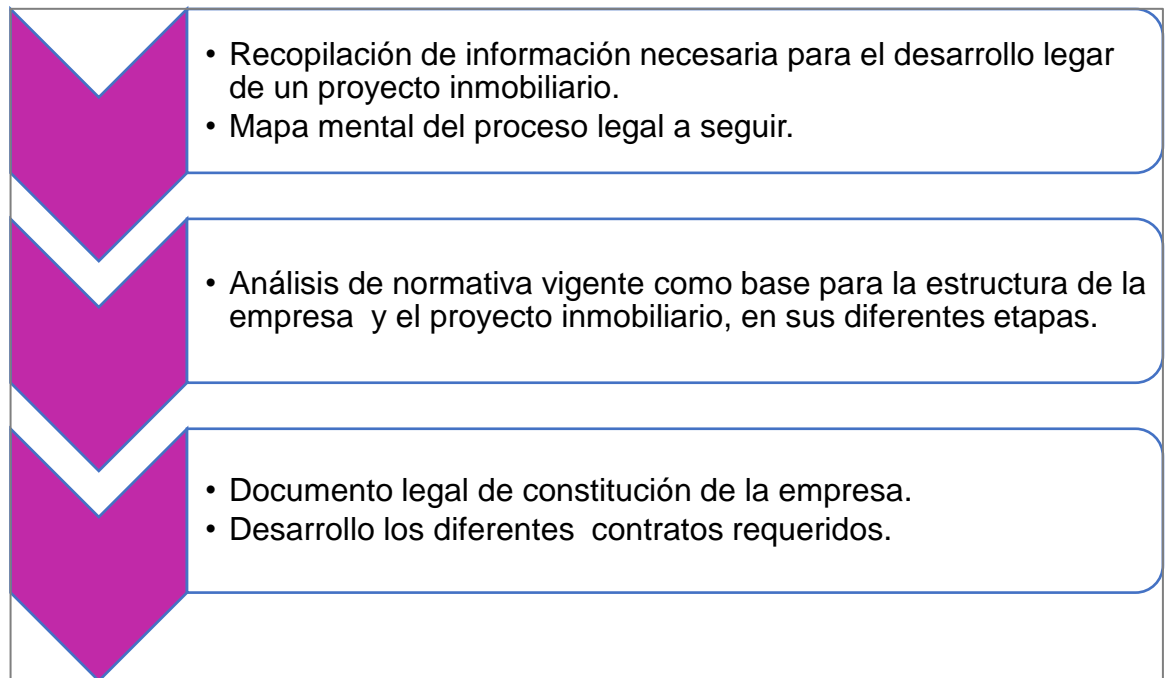 • Recopilación de información necesaria para el desarrollo legar
de un proyecto inmobiliario.
• Mapa mental del proceso legal a seguir.
• Análisis de normativa vigente como base para la estructura de la
empresa  y el proyecto inmobiliario, en sus diferentes etapas.
• Documento legal de constitución de la empresa.
• Desarrollo los diferentes  contratos requeridos.